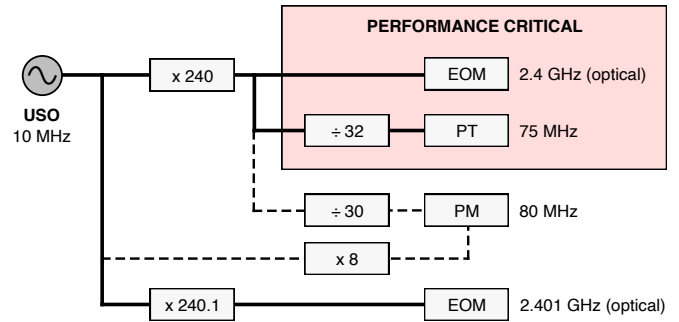 PERFORMANCE CRITICAL
x 240
EOM
2.4 GHz (optical)
USO
10 MHz
÷ 32
PT
75 MHz
÷ 30
PM
80 MHz
x 8
x 240.1
EOM
2.401 GHz (optical)